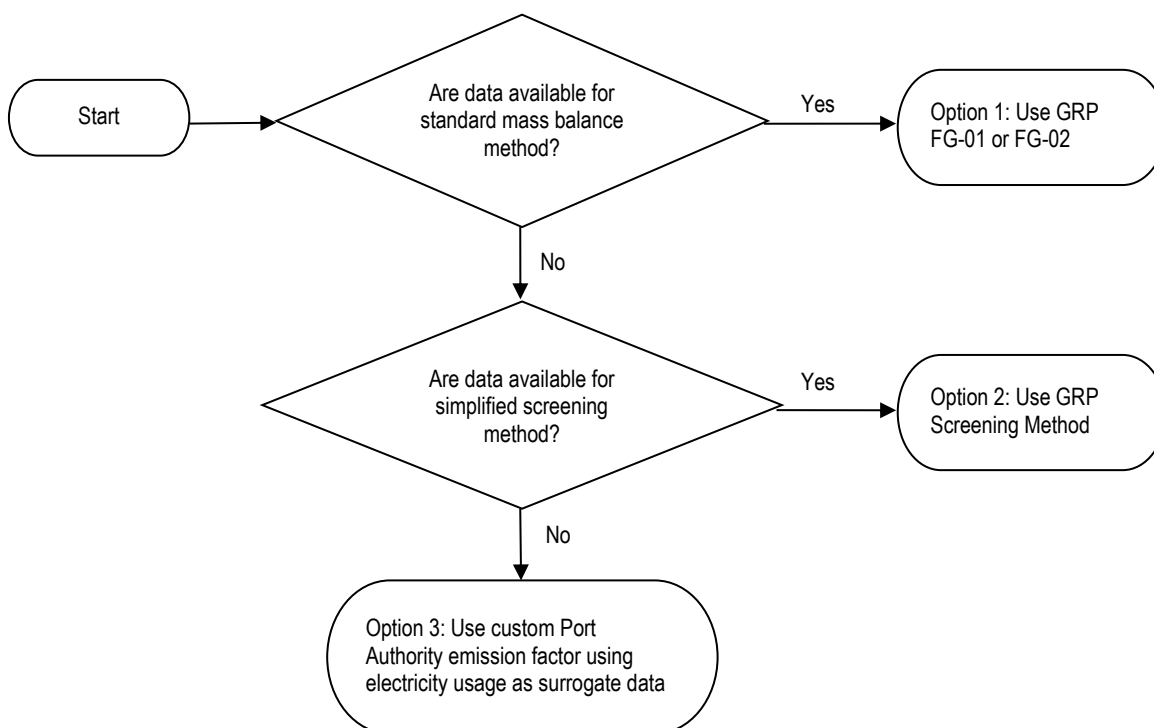 Start
Are data available for
standard mass balance
method?
Yes
Option 1: Use GRP
FG-01 or FG-02
No
Are data available for
simplified screening
method?
Yes
Option 2: Use GRP
Screening Method
No
Option 3: Use custom Port
Authority emission factor using
electricity usage as surrogate data